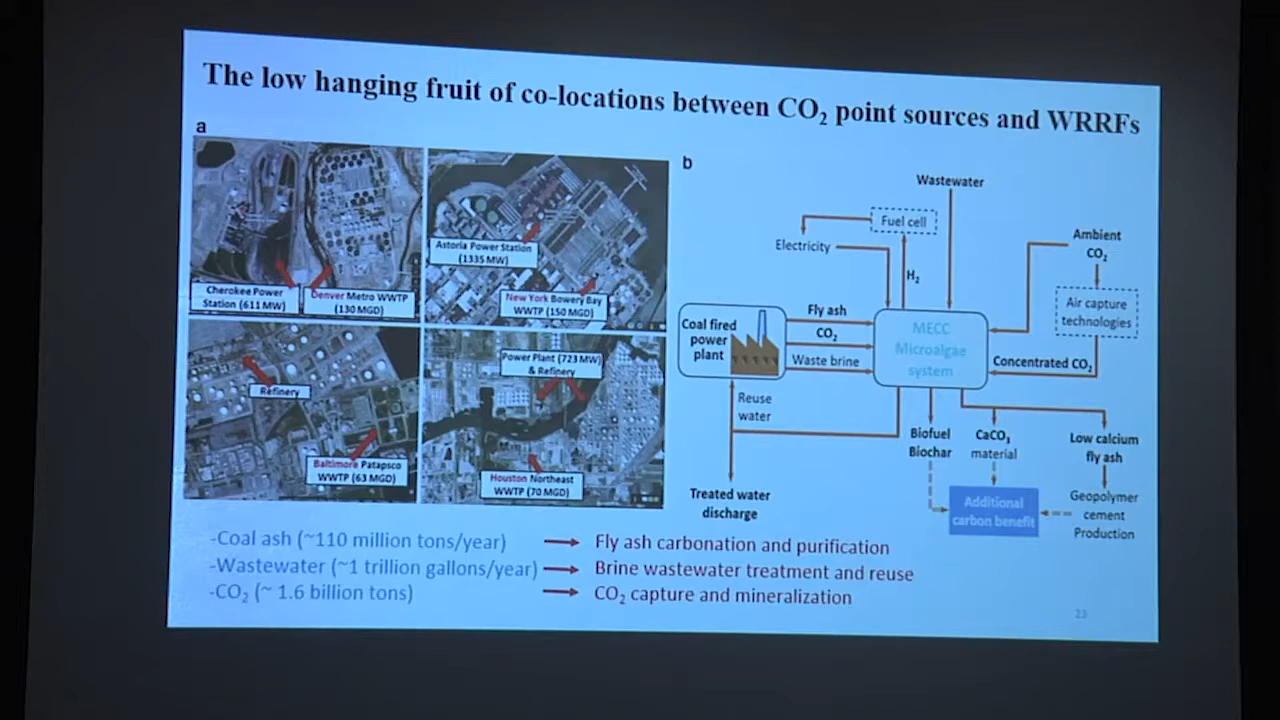 The low hanging fruit of co-locations between CO₂ point sources and WRRFs
a
Cherokee Power
Station (611 MW)
Denver Metro WWTP
(130 MGD)
Astoria Power Station
(1335 MW)
New York Bowery Bay
WWTP (150 MGD)
Refinery
Baltimore Patapsco
WWTP (63 MGD)
Power Plant (723 MW)
& Refinery
Houston Northeast
WWTP (70 MGD)
b
Wastewater
Fuel cell
Electricity
H₂
Ambient
CO₂
Air capture
technologies
Concentrated CO₂
Coal fired
power
plant
Fly ash
CO₂
Waste brine
MECC
Microalgae
system
Reuse
water
Treated water
discharge
Biofuel
Biochar
CaCO₃
material
Low calcium
fly ash
Additional
carbon benefit
Geopolymer
cement
Production
-Coal ash (~110 million tons/year) → Fly ash carbonation and purification
-Wastewater (~1 trillion gallons/year) → Brine wastewater treatment and reuse
-CO₂ (~ 1.6 billion tons) → CO₂ capture and mineralization
23